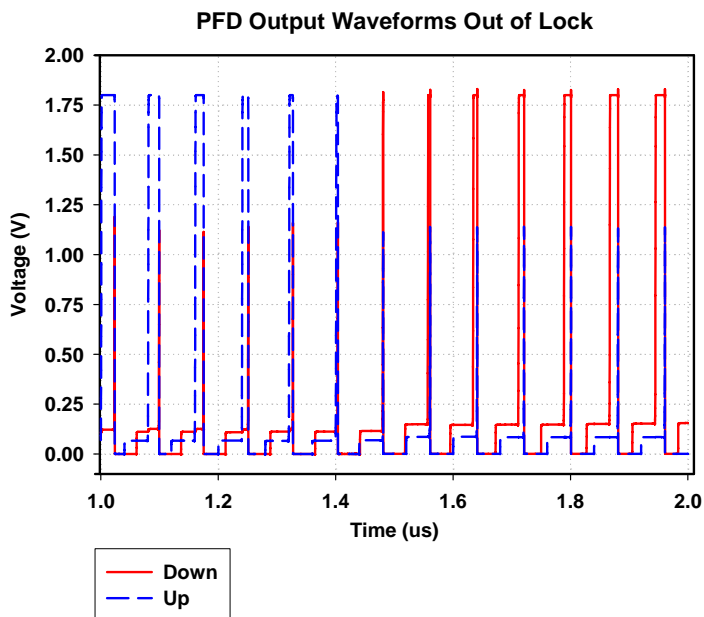 PFD Output Waveforms Out of Lock
2.00
1.75
1.50
1.25
1.00
0.75
0.50
0.25
0.00
Voltage (V)
1.0 1.2 1.4 1.6 1.8 2.0
Time (us)
Down
Up